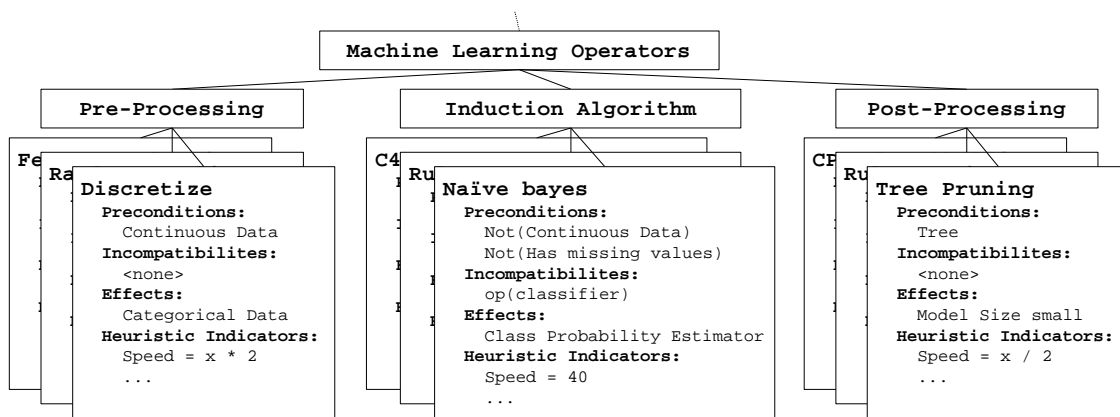 Machine Learning Operators
Pre-Processing
Induction Algorithm
Post-Processing
Discretize
Preconditions:
Continuous Data
Incompatibilites:
<none>
Effects:
Categorical Data
Heuristic Indicators:
Speed = x * 2
...
C4
Naïve bayes
Preconditions:
Not(Continuous Data)
Not(Has missing values)
Incompatibilites:
op(classifier)
Effects:
Class Probability Estimator
Heuristic Indicators:
Speed = 40
...
Tree Pruning
Preconditions:
Tree
<none>
Incompatibilites:
Effects:
Model Size small
Heuristic Indicators:
Speed = x / 2
...